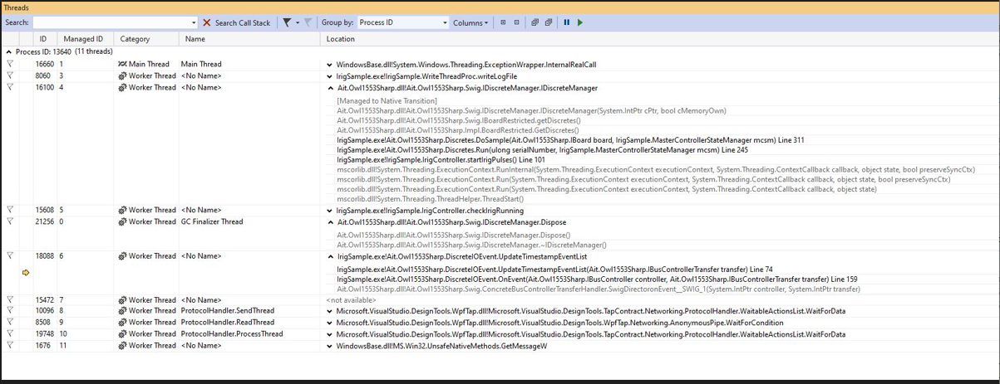 Threads
Search: Search Call Stack Group by: Process ID Columns
ID Managed ID Category Name Location
Process ID: 13640 (11 threads)
16660 1 Main Thread Main Thread WindowsBase.dll!System.Windows.Threading.ExceptionWrapper.InternalRealCall
8060 3 Worker Thread <No Name> IrigSample.exe!IrigSample.WriteThreadProc.writeLogFile
16100 4 Worker Thread <No Name> Ait.Owl1553Sharp.dll!Ait.Owl1553Sharp.Swig.IDiscreteManager.IDiscreteManager
[Managed to Native Transition]
Ait.Owl1553Sharp.dll!Ait.Owl1553Sharp.Swig.IDiscreteManager.IDiscreteManager(System.IntPtr cPtr, bool cMemoryOwn)
Ait.Owl1553Sharp.dll!Ait.Owl1553Sharp.Swig.IBoardRestricted.getDiscretes()
Ait.Owl1553Sharp.dll!Ait.Owl1553Sharp.Impl.BoardRestricted.GetDiscretes()
IrigSample.exe!Ait.Owl1553Sharp.Discretes.DoSample(Ait.Owl1553Sharp.IBoard board, IrigSample.MasterControllerStateManager mcsm) Line 311
IrigSample.exe!Ait.Owl1553Sharp.Discretes.Run(ulong serialNumber, IrigSample.MasterControllerStateManager mcsm) Line 245
IrigSample.exe!IrigSample.IrigController.startIrigPulses() Line 101
mscorlib.dll!System.Threading.ExecutionContext.RunInternal(System.Threading.ExecutionContext executionContext, System.Threading.ContextCallback callback, object state, bool preserveSyncCtx)
mscorlib.dll!System.Threading.ExecutionContext.Run(System.Threading.ExecutionContext executionContext, System.Threading.ContextCallback callback, object state, bool preserveSyncCtx)
mscorlib.dll!System.Threading.ExecutionContext.Run(System.Threading.ExecutionContext executionContext, System.Threading.ContextCallback callback, object state)
mscorlib.dll!System.Threading.ThreadHelper.ThreadStart()
15608 5 Worker Thread <No Name> IrigSample.exe!IrigSample.IrigController.checkIrigRunning
21256 0 Worker Thread GC Finalizer Thread Ait.Owl1553Sharp.dll!Ait.Owl1553Sharp.Swig.IDiscreteManager.Dispose
Ait.Owl1553Sharp.dll!Ait.Owl1553Sharp.Swig.IDiscreteManager.Dispose()
Ait.Owl1553Sharp.dll!Ait.Owl1553Sharp.Swig.IDiscreteManager.~IDiscreteManager()
18088 6 Worker Thread <No Name> IrigSample.exe!Ait.Owl1553Sharp.DiscreteIOEvent.UpdateTimestampEventList
IrigSample.exe!Ait.Owl1553Sharp.DiscreteIOEvent.UpdateTimestampEventList(Ait.Owl1553Sharp.IBusControllerTransfer transfer) Line 74
IrigSample.exe!Ait.Owl1553Sharp.DiscreteIOEvent.OnEvent(Ait.Owl1553Sharp.IBusController controller, Ait.Owl1553Sharp.IBusControllerTransfer transfer) Line 159
Ait.Owl1553Sharp.dll!Ait.Owl1553Sharp.Swig.ConcreteBusControllerTransferHandler.SwigDirectoronEvent__SWIG_1(System.IntPtr controller, System.IntPtr transfer)
15472 7 Worker Thread <No Name> <not available>
10096 8 Worker Thread ProtocolHandler.SendThread Microsoft.VisualStudio.DesignTools.WpfTap.dll!Microsoft.VisualStudio.DesignTools.TapContract.Networking.ProtocolHandler.WaitableActionsList.WaitForData
8508 9 Worker Thread ProtocolHandler.ReadThread Microsoft.VisualStudio.DesignTools.WpfTap.dll!Microsoft.VisualStudio.DesignTools.WpfTap.Networking.AnonymousPipe.WaitForCondition
19748 10 Worker Thread ProtocolHandler.ProcessThread Microsoft.VisualStudio.DesignTools.WpfTap.dll!Microsoft.VisualStudio.DesignTools.TapContract.Networking.ProtocolHandler.WaitableActionsList.WaitForData
1676 11 Worker Thread <No Name> WindowsBase.dll!MS.Win32.UnsafeNativeMethods.GetMessageW